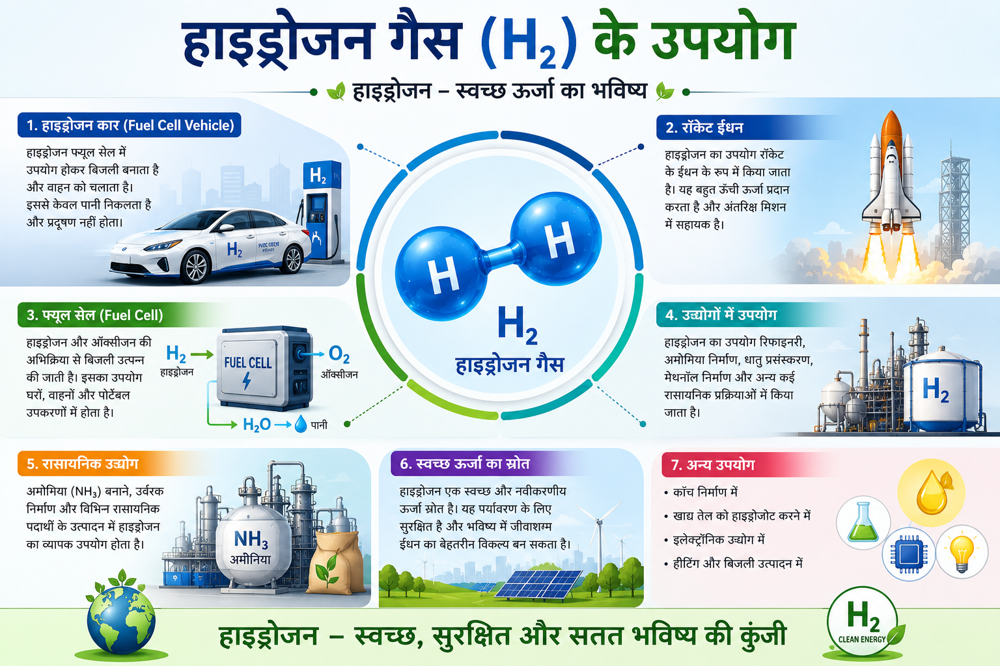 हाइड्रोजन गैस (H₂) के उपयोग
हाइड्रोजन – स्वच्छ ऊर्जा का भविष्य
1. हाइड्रोजन कार (Fuel Cell Vehicle)
हाइड्रोजन फ्यूल सेल में
उपयोग होकर बिजली बनाता है
और वाहन को चलाता है।
इससे केवल पानी निकलता है
और प्रदूषण नहीं होता।
H₂
H₂
2. रॉकेट ईधन
हाइड्रोजन का उपयोग रॉकेट
के ईधन के रुप में किया जाता
है। यह बहुत ऊँची ऊर्जा प्रदान
करता है और अंतरिक्ष मिशन
में सहायक है।
H
H
H₂
हाइड्रोजन गैस
3. फ्यूल सेल (Fuel Cell)
हाइड्रोजन और ऑक्सीजन की
अभिक्रिया से बिजली उत्पन्न
की जाती है। इसका उपयोग
घरों, वाहनों और पोर्टेबल
उपकरणों में होता है।
H₂
हाइड्रोजन
FUEL CELL
O₂
ऑक्सीजन
H₂O
पानी
4. उद्योगों में उपयोग
हाइड्रोजन का उपयोग रिफाइनरी,
अमोमिया निर्माण, धातु प्रसंस्करण,
मेथनॉल निर्माण और अन्य कई
रासायनिक प्रक्रियाओं में किया
जाता है।
H₂
5. रासायनिक उद्योग
अमोमिया (NH₃) बनाने, उर्वरक
निर्माण और विभिन रासायनिक
पदार्थों के उत्पादन में हाइड्रोजन
का व्यापक उपयोग होता है।
NH₃
अमीनिया
6. स्वच्छ ऊर्जा का स्रोत
हाइड्रोजन एक स्वच्छ और नवीकरणीय
ऊर्जा स्रोत है। यह पर्यावरण के लिए
सुरक्षित है और भविष्य में जीवाशग्म
ईधन का बेहतरीन विकल्प बन सकता है।
7. अन्य उपयोग
• कॉच निर्माण में
• खाद्य तेल को हाइड्रोजोट करने में
• इलेक्ट्रॉनिक उद्योग में
• हीटिंग और बिजली उत्पादन में
हाइड्रोजन – स्वच्छ, सुरक्षित और सतत भविष्य की कुंजी
H₂
CLEAN ENERGY